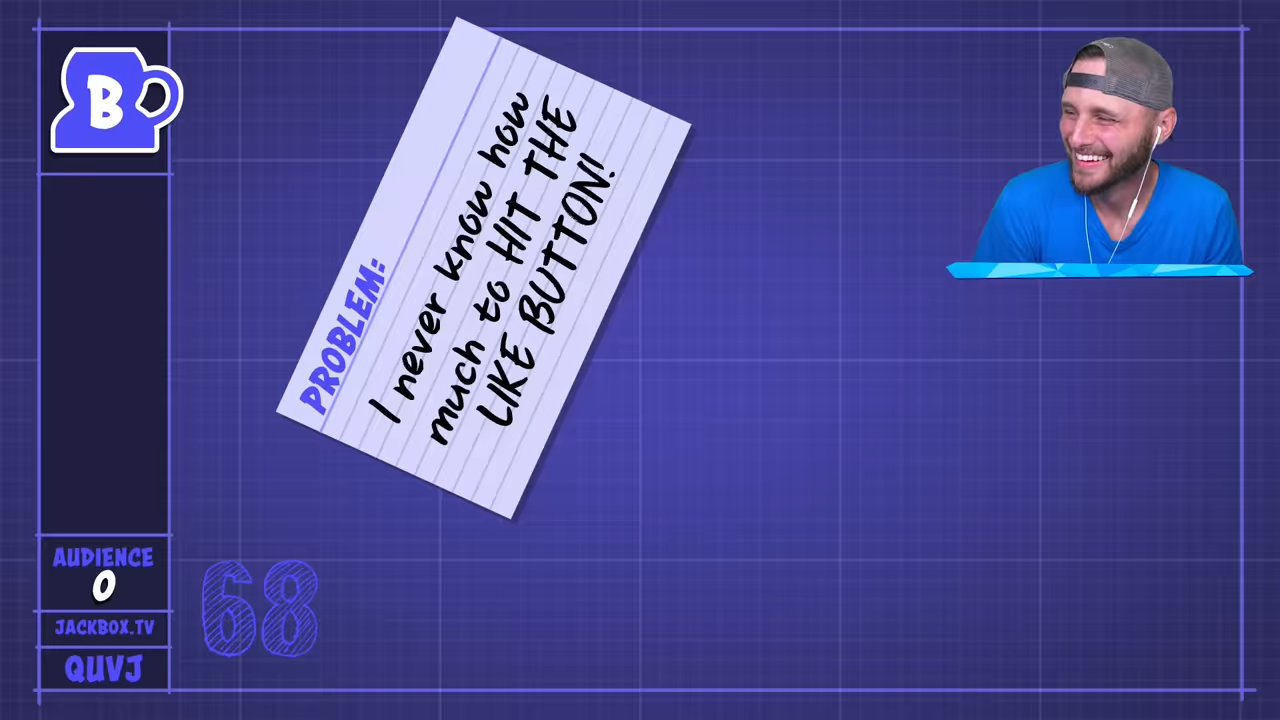 B
PROBLEM:
I never know how
much to HIT THE
LIKE BUTTON!
AUDIENCE
0
JACKBOX.TV
QUVJ
68